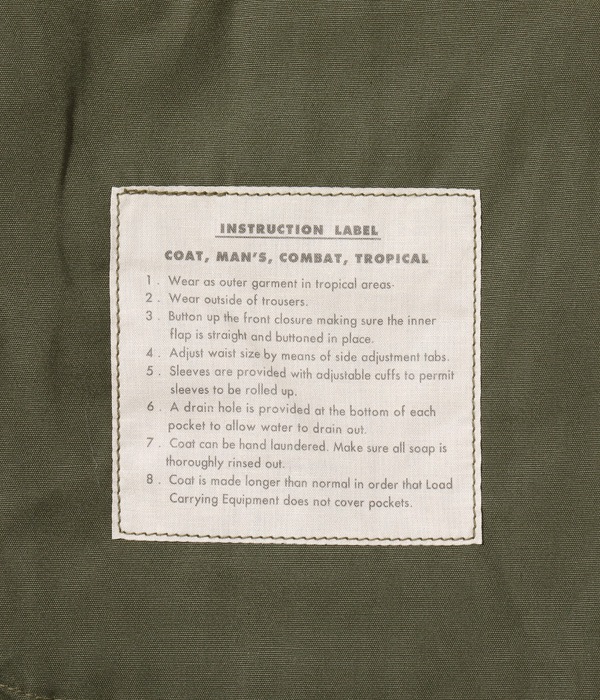 INSTRUCTION LABEL
COAT, MAN'S, COMBAT, TROPICAL
1. Wear as outer garment in tropical areas-
2. Wear outside of trousers.
3. Button up the front closure making sure the inner
flap is straight and buttoned in place.
4. Adjust waist size by means of side adjustment tabs.
5. Sleeves are provided with adjustable cuffs to permit
sleeves to be rolled up.
6. A drain hole is provided at the bottom of each
pocket to allow water to drain out.
7. Coat can be hand laundered. Make sure all soap is
thoroughly rinsed out.
8. Coat is made longer than normal in order that Load
Carrying Equipment does not cover pockets.